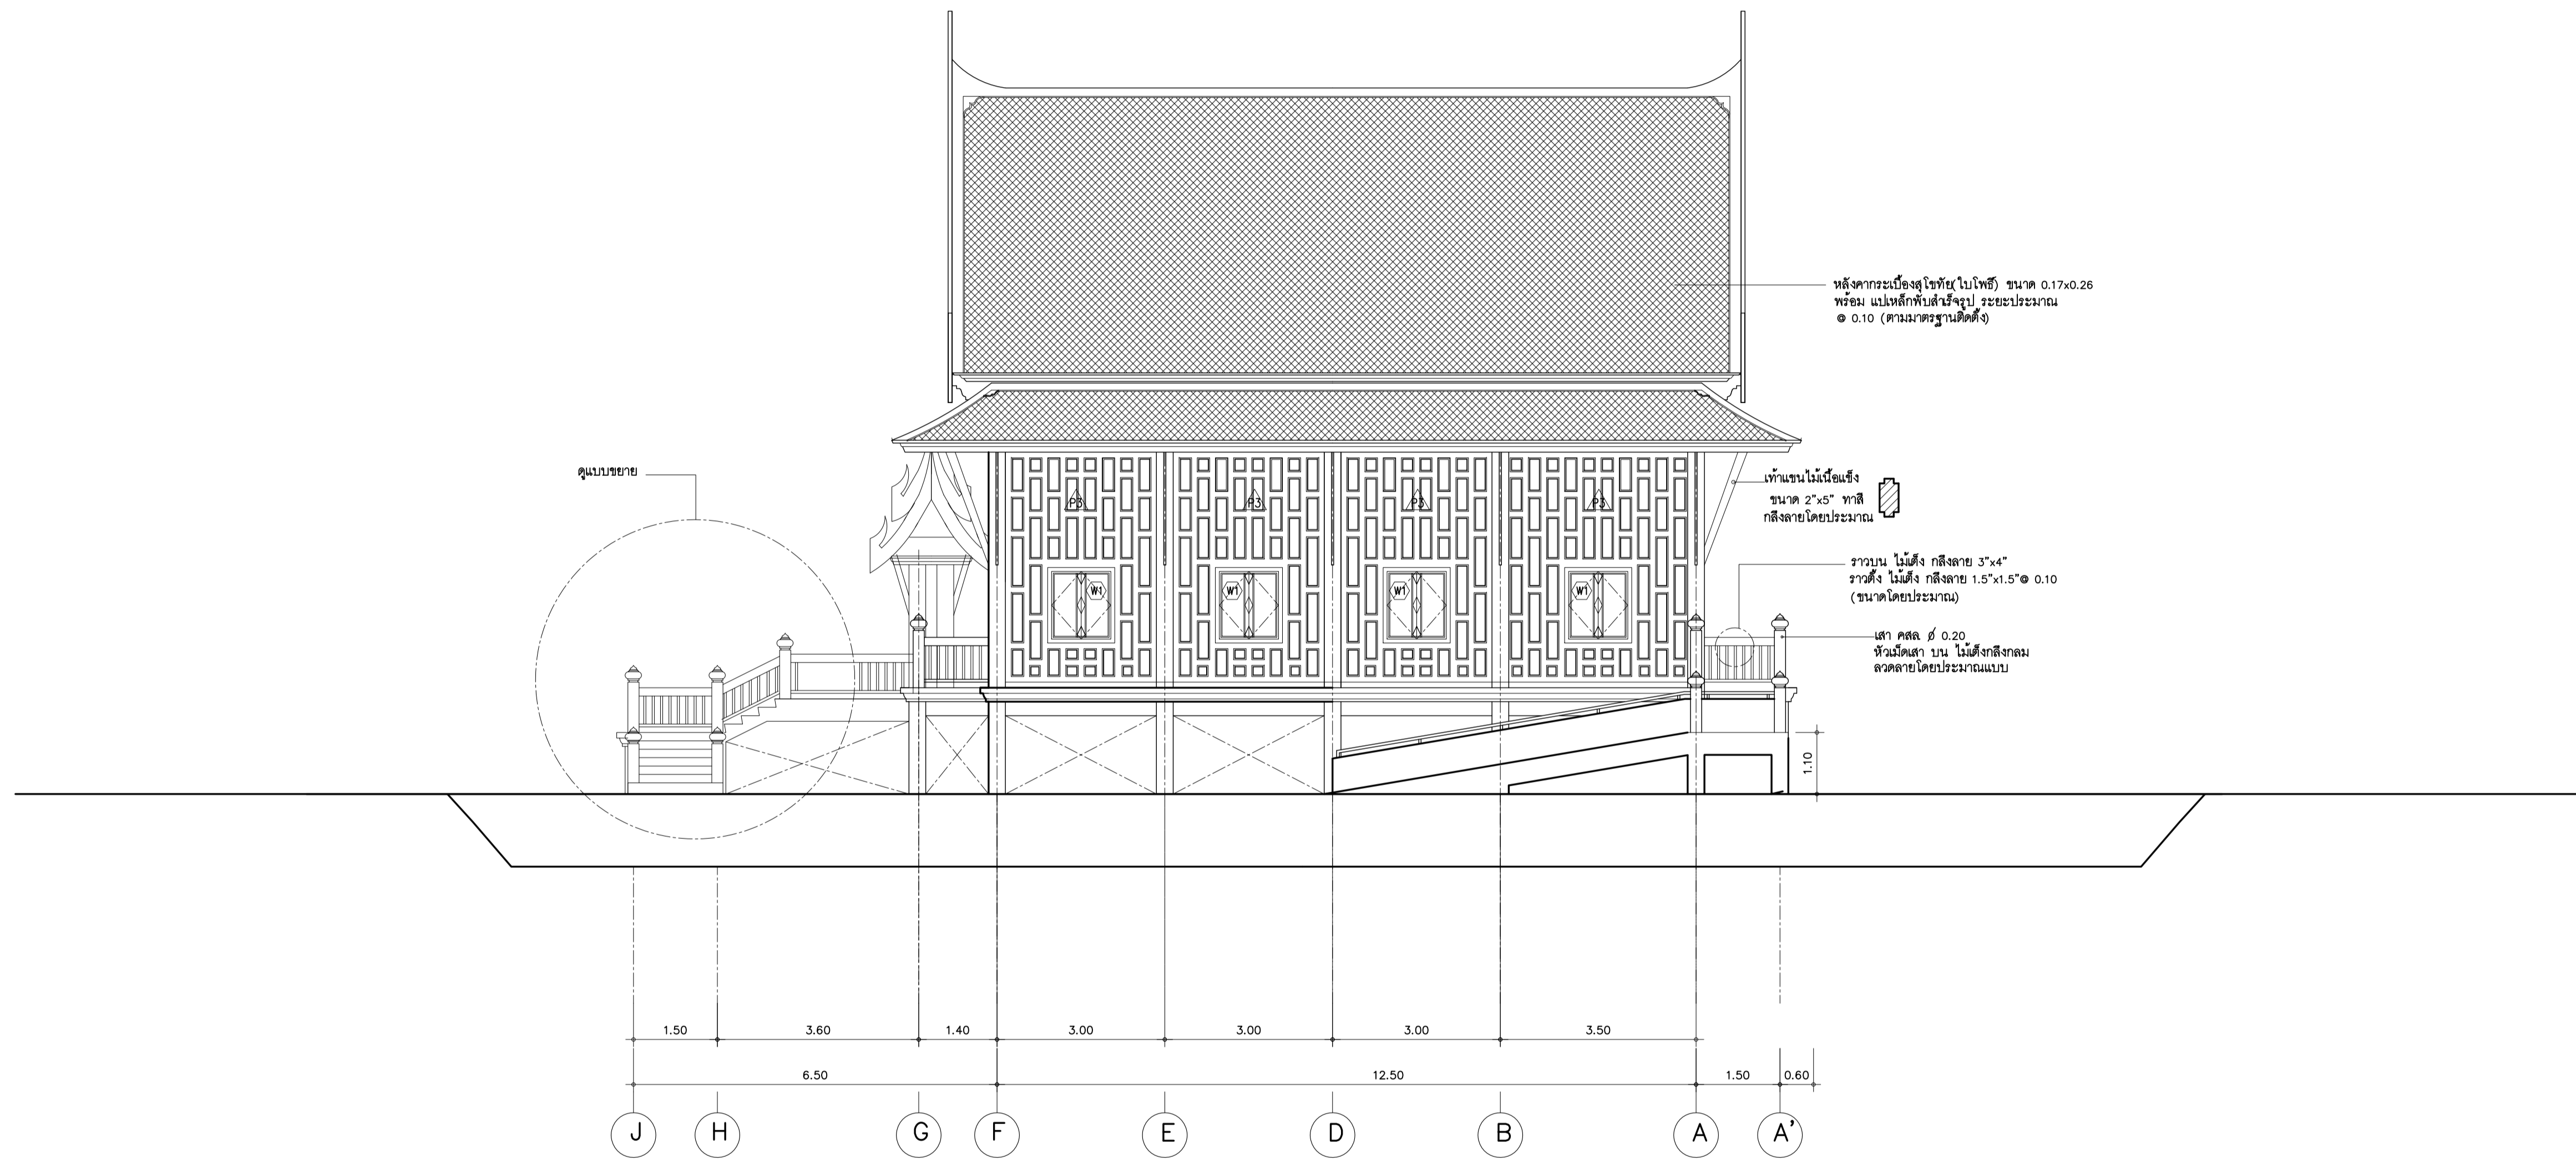 หลังคากระเบื้องสุโขทัย(ใบโพธิ์) ขนาด 0.17x0.26
พร้อม แปเหล็กพับสำเร็จรูป ระยะประมาณ
@ 0.10 (ตามมาตรฐานติดตั้ง)
ดูแบบขยาย
เท้าแขนไม้เนื้อแข็ง
ขนาด 2"x5" ทาสี
กลึงลายโดยประมาณ
P3 P3 P3 P3
ราวบน ไม้เต็ง กลึงลาย 3"x4"
ราวตั้ง ไม้เต็ง กลึงลาย 1.5"x1.5"@ 0.10
(ขนาดโดยประมาณ)
W1 W1 W1 W1
เสา คสล. Ø 0.20
หัวเม็ดเสา บน ไม้เต็งกลึงกลม
ลวดลายโดยประมาณแบบ
1.10
1.50 3.60 1.40 3.00 3.00 3.00 3.50
6.50 12.50 1.50 0.60
J H G F E D B A A'